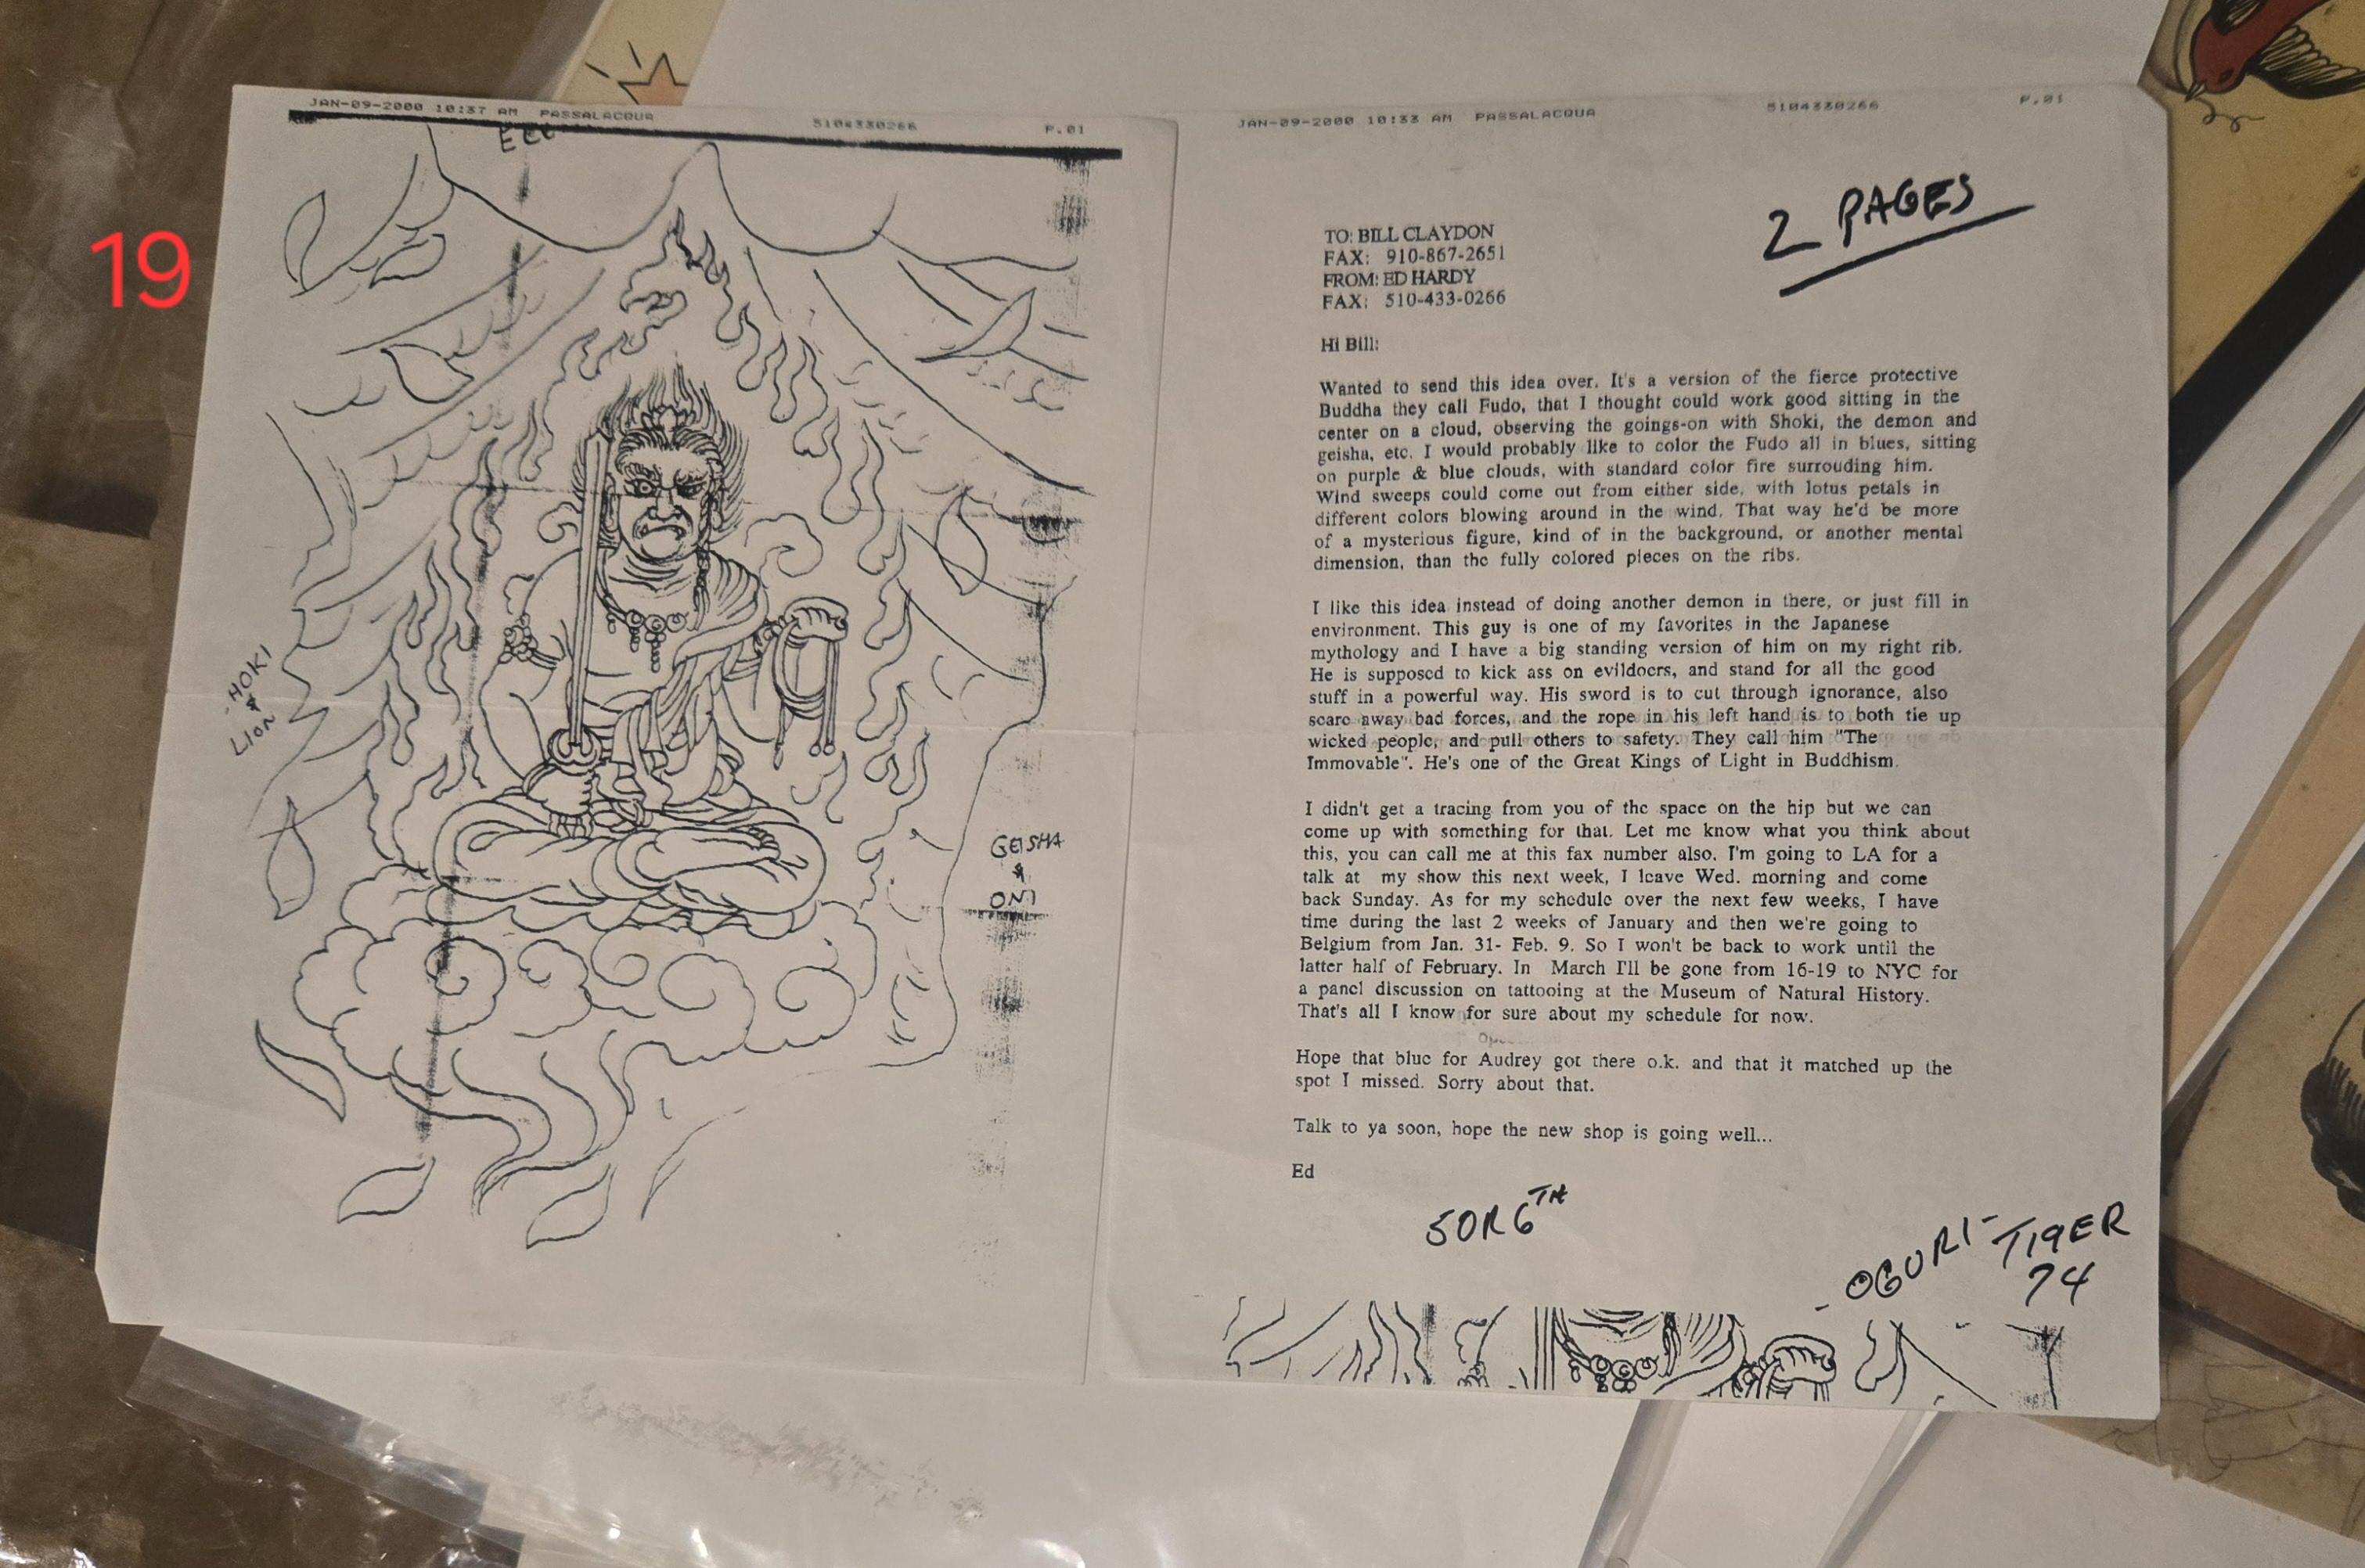 19
JAN-09-2000 10:37 AM PASSALACQUA 5104330266 P.01
HOKI
&
LION
GEISHA
&
ONI
JAN-09-2000 10:33 AM PASSALACQUA 5104330266 P.01
2 PAGES
TO: BILL CLAYDON
FAX: 910-867-2651
FROM: ED HARDY
FAX: 510-433-0266
Hi Bill:
Wanted to send this idea over. It's a version of the fierce protective
Buddha they call Fudo, that I thought could work good sitting in the
center on a cloud, observing the goings-on with Shoki, the demon and
geisha, etc. I would probably like to color the Fudo all in blues, sitting
on purple & blue clouds, with standard color fire surrouding him.
Wind sweeps could come out from either side, with lotus petals in
different colors blowing around in the wind. That way he'd be more
of a mysterious figure, kind of in the background, or another mental
dimension, than the fully colored pieces on the ribs.
I like this idea instead of doing another demon in there, or just fill in
environment. This guy is one of my favorites in the Japanese
mythology and I have a big standing version of him on my right rib.
He is supposed to kick ass on evildoers, and stand for all the good
stuff in a powerful way. His sword is to cut through ignorance, also
scare away bad forces, and the rope in his left hand is to both tie up
wicked people, and pull others to safety. They call him "The
Immovable". He's one of the Great Kings of Light in Buddhism.
I didn't get a tracing from you of the space on the hip but we can
come up with something for that. Let me know what you think about
this, you can call me at this fax number also. I'm going to LA for a
talk at my show this next week, I leave Wed. morning and come
back Sunday. As for my schedule over the next few weeks, I have
time during the last 2 weeks of January and then we're going to
Belgium from Jan. 31- Feb. 9. So I won't be back to work until the
latter half of February. In March I'll be gone from 16-19 to NYC for
a panel discussion on tattooing at the Museum of Natural History.
That's all I know for sure about my schedule for now.
Hope that blue for Audrey got there o.k. and that it matched up the
spot I missed. Sorry about that.
Talk to ya soon, hope the new shop is going well...
Ed
5 OR 6TH
- OGURI - TIGER
74